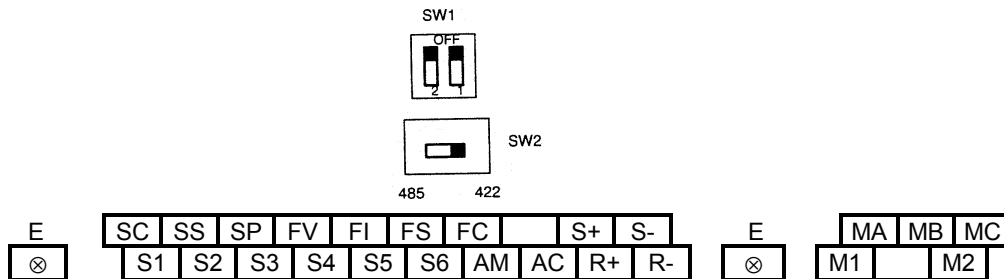 SW1
OFF
2 1
SW2
485 422
E SC SS SP FV FI FS FC S+ S- E MA MB MC
⊗ S1 S2 S3 S4 S5 S6 AM AC R+ R- ⊗ M1 M2